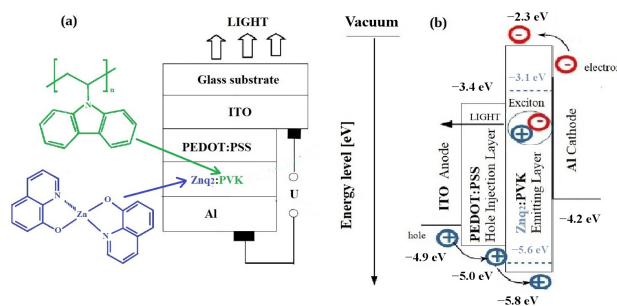 (a)
LIGHT
Glass substrate
ITO
PEDOT:PSS
Znq2:PVK
Al
U
n
N
N
O
Zn
O
N
Vacuum
(b)
Energy level [eV]
−2.3 eV
electron
−3.1 eV
−3.4 eV
Exciton
LIGHT
ITO Anode
PEDOT:PSS
Hole Injection Layer
Znq2:PVK
Emitting Layer
Al Cathode
−4.2 eV
hole
−4.9 eV
−5.0 eV
−5.6 eV
−5.8 eV